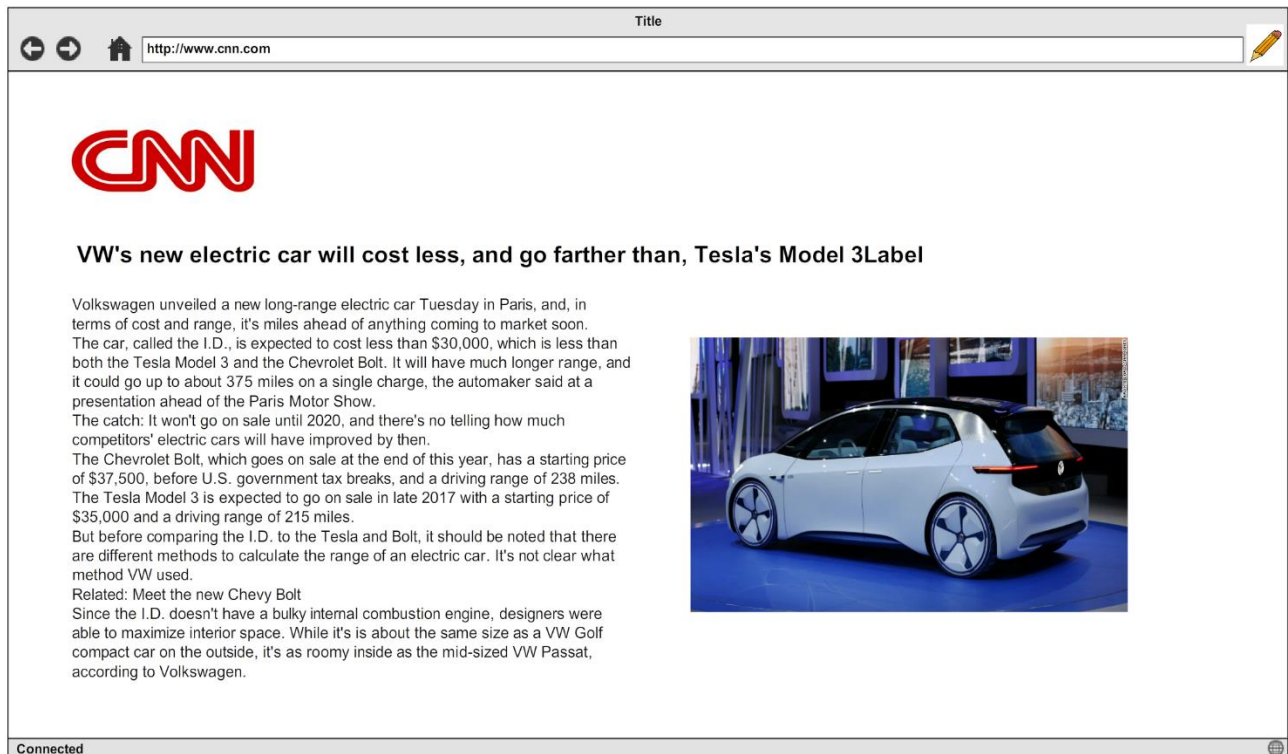 Title
http://www.cnn.com
CNN
VW's new electric car will cost less, and go farther than, Tesla's Model 3Label
Volkswagen unveiled a new long-range electric car Tuesday in Paris, and, in
terms of cost and range, it's miles ahead of anything coming to market soon.
The car, called the I.D., is expected to cost less than $30,000, which is less than
both the Tesla Model 3 and the Chevrolet Bolt. It will have much longer range, and
it could go up to about 375 miles on a single charge, the automaker said at a
presentation ahead of the Paris Motor Show.
The catch: It won't go on sale until 2020, and there's no telling how much
competitors' electric cars will have improved by then.
The Chevrolet Bolt, which goes on sale at the end of this year, has a starting price
of $37,500, before U.S. government tax breaks, and a driving range of 238 miles.
The Tesla Model 3 is expected to go on sale in late 2017 with a starting price of
$35,000 and a driving range of 215 miles.
But before comparing the I.D. to the Tesla and Bolt, it should be noted that there
are different methods to calculate the range of an electric car. It's not clear what
method VW used.
Related: Meet the new Chevy Bolt
Since the I.D. doesn't have a bulky internal combustion engine, designers were
able to maximize interior space. While it's is about the same size as a VW Golf
compact car on the outside, it's as roomy inside as the mid-sized VW Passat,
according to Volkswagen.
Connected